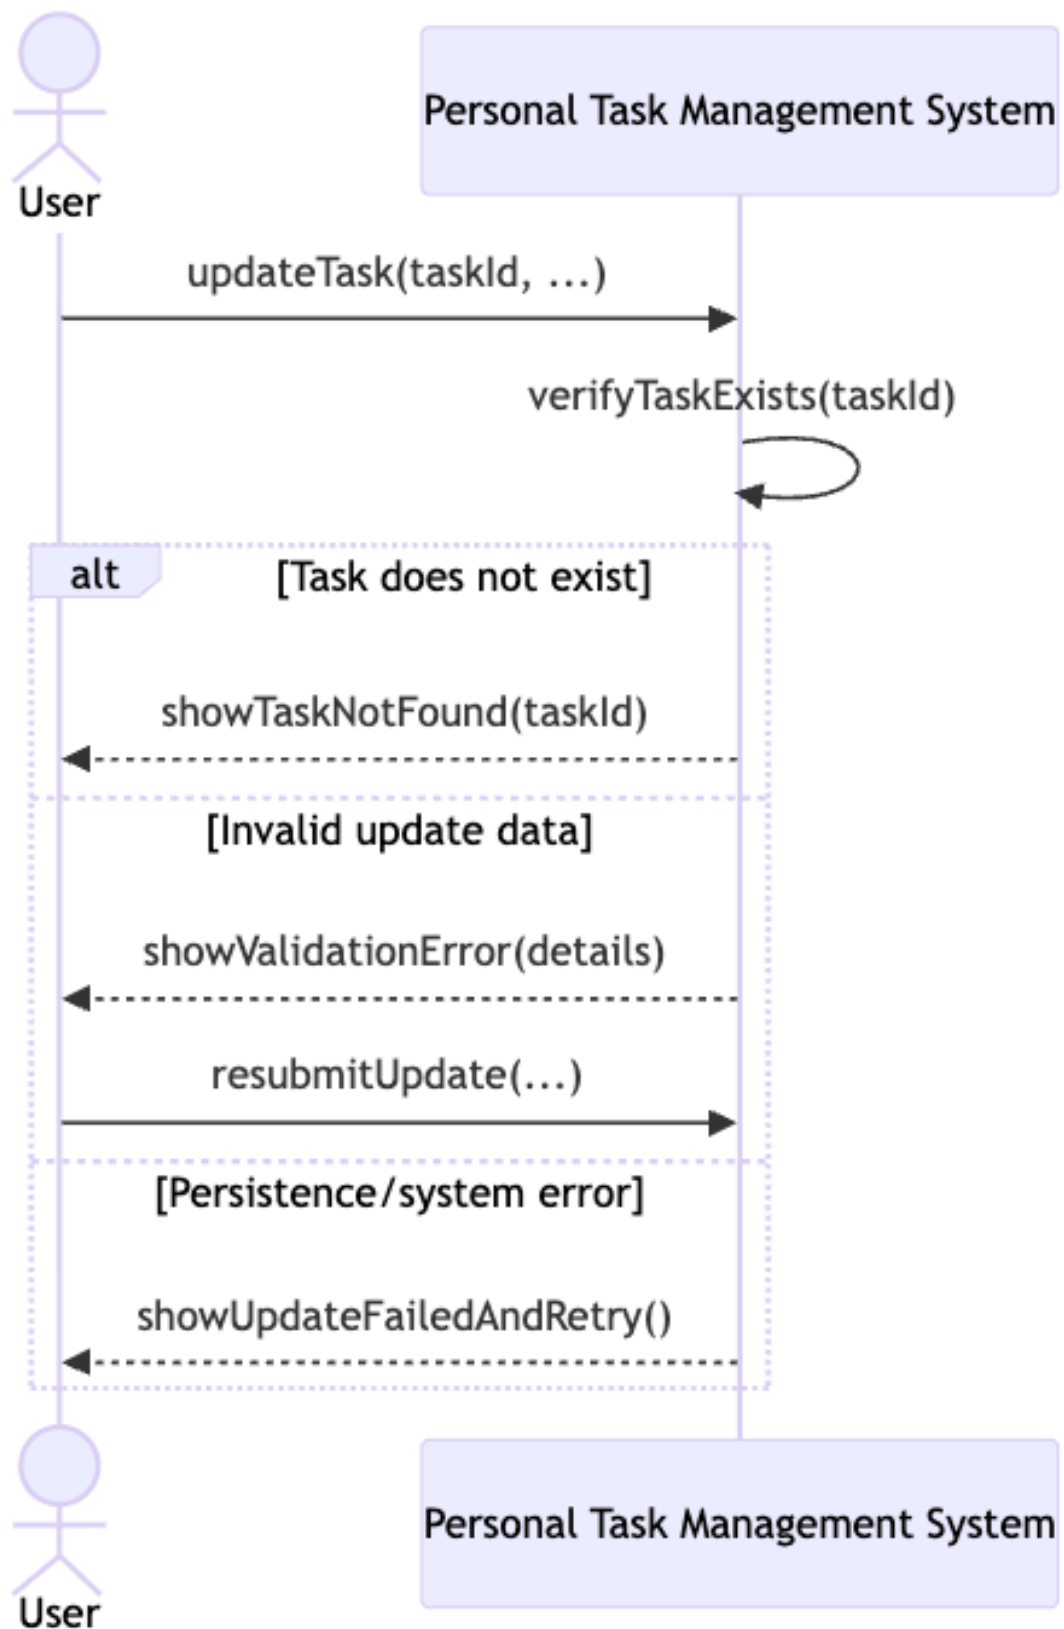 Personal Task Management System
User
updateTask(taskId, ...)
verifyTaskExists(taskId)
alt
[Task does not exist]
showTaskNotFound(taskId)
[Invalid update data]
showValidationError(details)
resubmitUpdate(...)
[Persistence/system error]
showUpdateFailedAndRetry()
Personal Task Management System
User